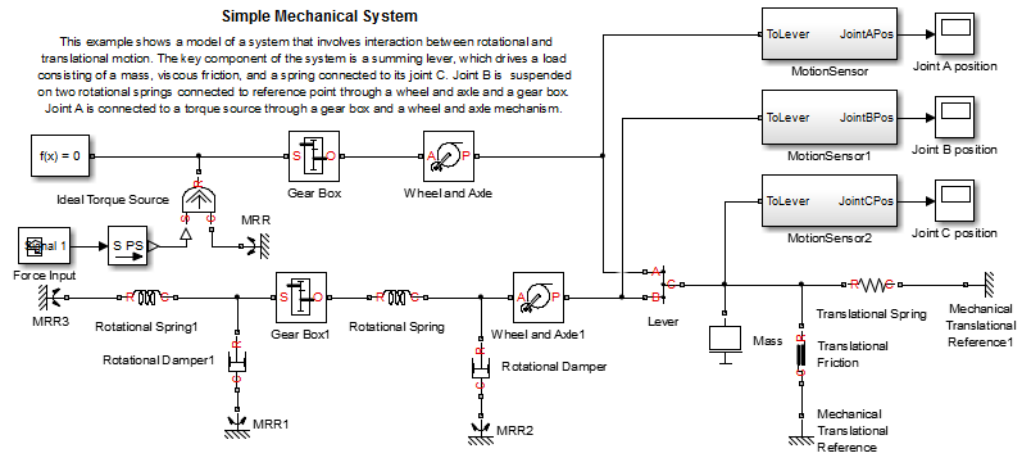 Simple Mechanical System
This example shows a model of a system that involves interaction between rotational and
translational motion. The key component of the system is a summing lever, which drives a load
consisting of a mass, viscous friction, and a spring connected to its joint C. Joint B is suspended
on two rotational springs connected to reference point through a wheel and axle and a gear box.
Joint A is connected to a torque source through a gear box and a wheel and axle mechanism.
ToLever JointAPos
MotionSensor
Joint A position
ToLever JointBPos
MotionSensor1
Joint B position
ToLever JointCPos
MotionSensor2
Joint C position
f(x) = 0
S O
Gear Box
A P
Wheel and Axle
Ideal Torque Source
R
S
C
MRR
Signal 1
Force Input
S PS
MRR3
R C
Rotational Spring1
S O
Gear Box1
R C
Rotational Spring
A P
Wheel and Axle1
A
B
C
Lever
R C
Translational Spring
Mechanical
Translational
Reference1
Mass
R
C
Translational
Friction
Rotational Damper1
R
C
MRR1
Rotational Damper
R
C
MRR2
Mechanical
Translational
Reference